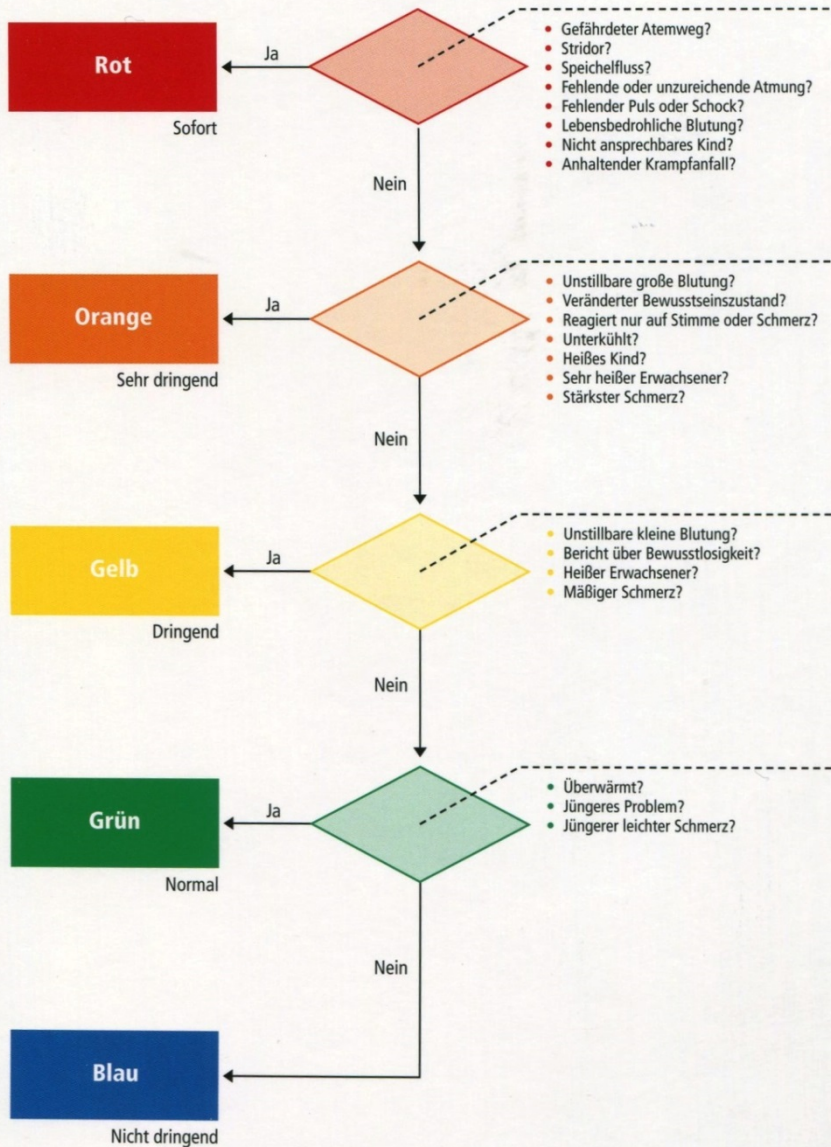 Rot
Sofort
Ja
Nein
Gefährdeter Atemweg?
Stridor?
Speichelfluss?
Fehlende oder unzureichende Atmung?
Fehlender Puls oder Schock?
Lebensbedrohliche Blutung?
Nicht ansprechbares Kind?
Anhaltender Krampfanfall?
Orange
Sehr dringend
Ja
Nein
Unstillbare große Blutung?
Veränderter Bewusstseinszustand?
Reagiert nur auf Stimme oder Schmerz?
Unterkühlt?
Heißes Kind?
Sehr heißer Erwachsener?
Stärkster Schmerz?
Gelb
Dringend
Ja
Nein
Unstillbare kleine Blutung?
Bericht über Bewusstlosigkeit?
Heißer Erwachsener?
Mäßiger Schmerz?
Grün
Normal
Ja
Nein
Überwärmt?
Jüngeres Problem?
Jüngerer leichter Schmerz?
Blau
Nicht dringend